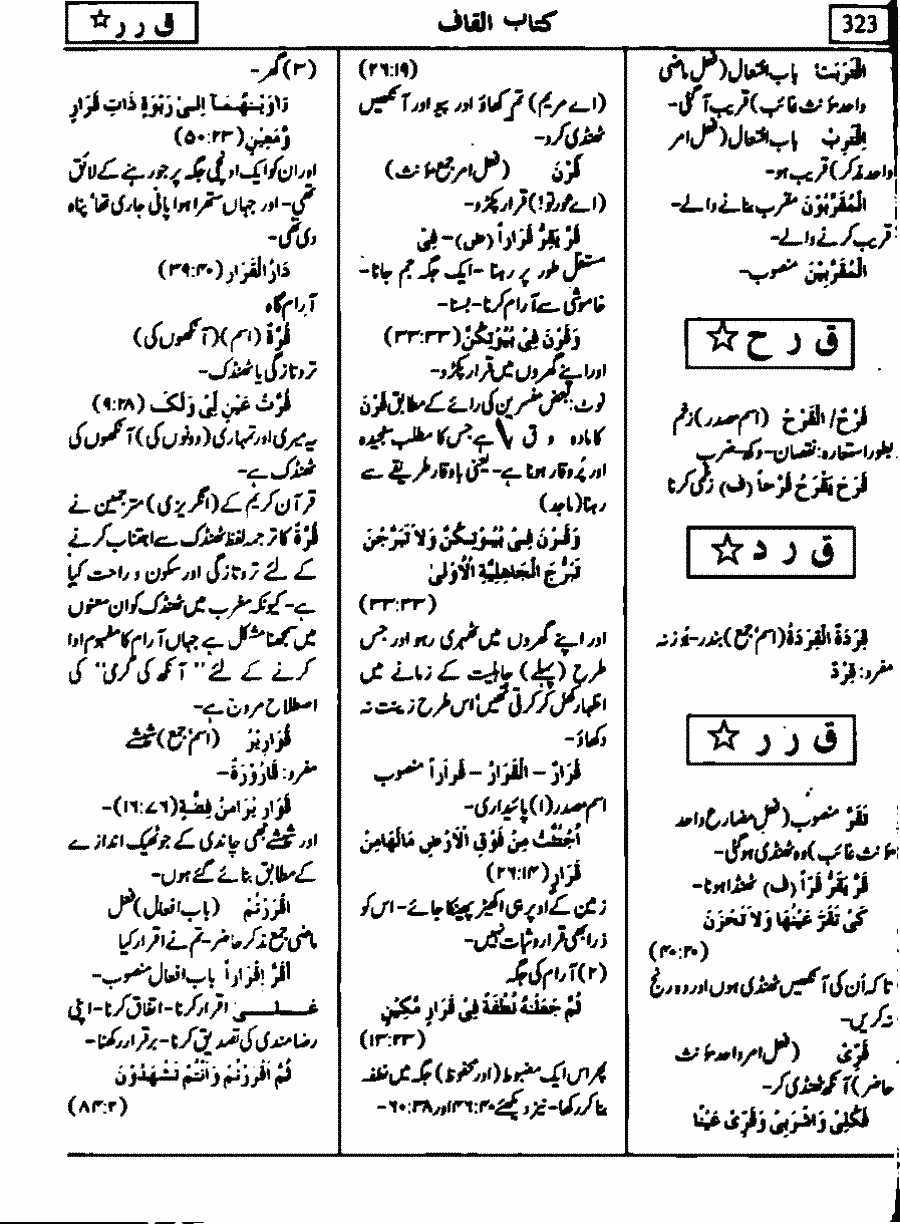 323
کتاب القاف
ق ر ر ☆
اقْتَرَبَتْ باب افتعال (فعل ماضی
واحد مؤنث غائب) قریب آ گئی-
اقْتَرِبْ باب افتعال (فعل امر
واحد مذکر) قریب ہو-
الْمُقَرَّبُوْنَ مقرب بنانے والے-
قریب کرنے والے-
الْمُقَرَّبِیْنَ منصوب-
ق ر ح ☆
قَرْحٌ/ الْقَرْحُ (اسم مصدر) زخم
بطور استعارہ: نقصان-دکھ-ضرب
قَرَحَ یَقْرَحُ قَرْحاً (ف) زخمی کرنا
ق ر د ☆
قِرَدَةً الْقِرَدَةُ (اسم جمع) بندر-بوزنہ
مفرد: قِرْدٌ
ق ر ر ☆
تَقَرَّ منصوب (فعل مضارع واحد
مؤنث غائب) وہ ٹھنڈی ہوگئی-
قَرَّ یَقَرُّ قَرّاً (ف) ٹھنڈا ہونا-
کَیْ تَقَرَّ عَیْنُهَا وَلَا تَحْزَنَ
(۲۰:۴۰)
تاکہ اُن کی آنکھیں ٹھنڈی ہوں اور وہ رنج
نہ کریں-
قَرِّیْ (فعل امر واحد مؤنث
حاضر) آنکھ ٹھنڈی کر-
فَکُلِیْ وَاشْرَبِیْ وَقَرِّیْ عَیْنًا
(۲۶:۱۹)
(اے مریم) تم کھاؤ اور پیو اور آنکھیں
ٹھنڈی کرو-
قَرْنَ (فعل امر جمع مؤنث)
(اے عورتو!) قرار پکڑو-
قَرَّ یَقِرُّ قَرَاراً (ض) – فِیْ
مستقل طور پر رہنا -ایک جگہ جم جانا-
خاموشی سے آرام کرنا-بسنا-
وَقَرْنَ فِیْ بُیُوْتِکُنَّ (۳۳:۳۳)
اور اپنے گھروں میں قرار پکڑو-
نوٹ: بعض مفسرین کی رائے کے مطابق قَرْنَ
کا مادہ و ق \ ہے جس کا مطلب سنجیدہ
اور پُروقار ہونا ہے- یعنی باوقار طریقے سے
رہنا (ماجد)
وَقَرْنَ فِیْ بُیُوْتِکُنَّ وَلَا تَبَرَّجْنَ
تَبَرُّجَ الْجَاهِلِیَّةِ الْاُوْلیٰ
(۳۳:۳۳)
اور اپنے گھروں میں ٹھہری رہو اور جس
طرح (پہلے) جاہلیت کے زمانے میں
اظہار تجمل کرتی تھیں اس طرح زینت نہ
دکھاؤ-
قَرَارٌ – الْقَرَارُ – قَرَاراً منصوب
اسم مصدر (۱) پائیداری-
اُجْتُثَّتْ مِنْ فَوْقِ الْاَرْضِ مَالَهَا مِنْ
قَرَارٍ (۲۶:۱۴)
زمین کے اوپر ہی اکھیڑ پھینکا جائے- اس کو
ذرا بھی قرار و ثبات نہیں-
(۲) آرام کی جگہ
ثُمَّ جَعَلْنَهُ نُطْفَةً فِیْ قَرَارٍ مَّکِیْنٍ
(۱۳:۲۳)
پھر اس ایک مضبوط (اور محفوظ) جگہ میں نطفہ
بنا کر رکھا- نیز دیکھئے ۴۰:۴۶ اور ۳۸:۶۰-
(۳) گھر-
وَاٰوَیْنٰهُمَآ اِلیٰ رَبْوَةٍ ذَاتِ قَرَارٍ
وَّمَعِیْنٍ (۵۰:۲۳)
اور ان کو ایک اونچی جگہ پر جو رہنے کے لائق
تھی- اور جہاں ستھرا ہوا پانی جاری تھا' پناہ
دی گئی-
دَارُ الْقَرَارِ (۳۹:۴۰)
آرام گاہ
قُرَّةُ (اسم) (آنکھوں کی)
تروتازگی یا ٹھنڈک-
قُرَّتُ عَیْنٍ لِّیْ وَلَکَ (۹:۲۸)
یہ میری اور تمہاری (دونوں کی) آنکھوں کی
ٹھنڈک ہے-
قرآن کریم کے (انگریزی) مترجمین نے
قُرَّةُ کا ترجمہ لفظ ٹھنڈک سے اجتناب کرنے
کے لئے تروتازگی اور سکون و راحت کیا
ہے- کیونکہ مغرب میں ٹھنڈک کو ان معنوں
میں سمجھنا مشکل ہے جہاں آرام کا مفہوم ادا
کرنے کے لئے "آنکھ کی گرمی" کی
اصطلاح مروج ہے-
قَوَارِیْرُ (اسم جمع) شیشے
مفرد: قَارُوْرَةٌ-
قَوَارِیْرَا مِنْ فِضَّةٍ (۱۶:۷۶)-
اور شیشے بھی چاندی کے جو ٹھیک اندازے
کے مطابق بنائے گئے ہوں-
اَقْرَرْتُمْ (باب افعال) فعل
ماضی جمع مذکر حاضر- تم نے اقرار کیا
اَقَرَّ اِقْرَاراً باب افعال منصوب-
عَلٰی اقرار کرنا-اتفاق کرنا-اپنی
رضامندی کی تصدیق کرنا-برقرار رکھنا-
ثُمَّ اَقْرَرْتُمْ وَاَنْتُمْ تَشْهَدُوْنَ
(۸۴:۲)